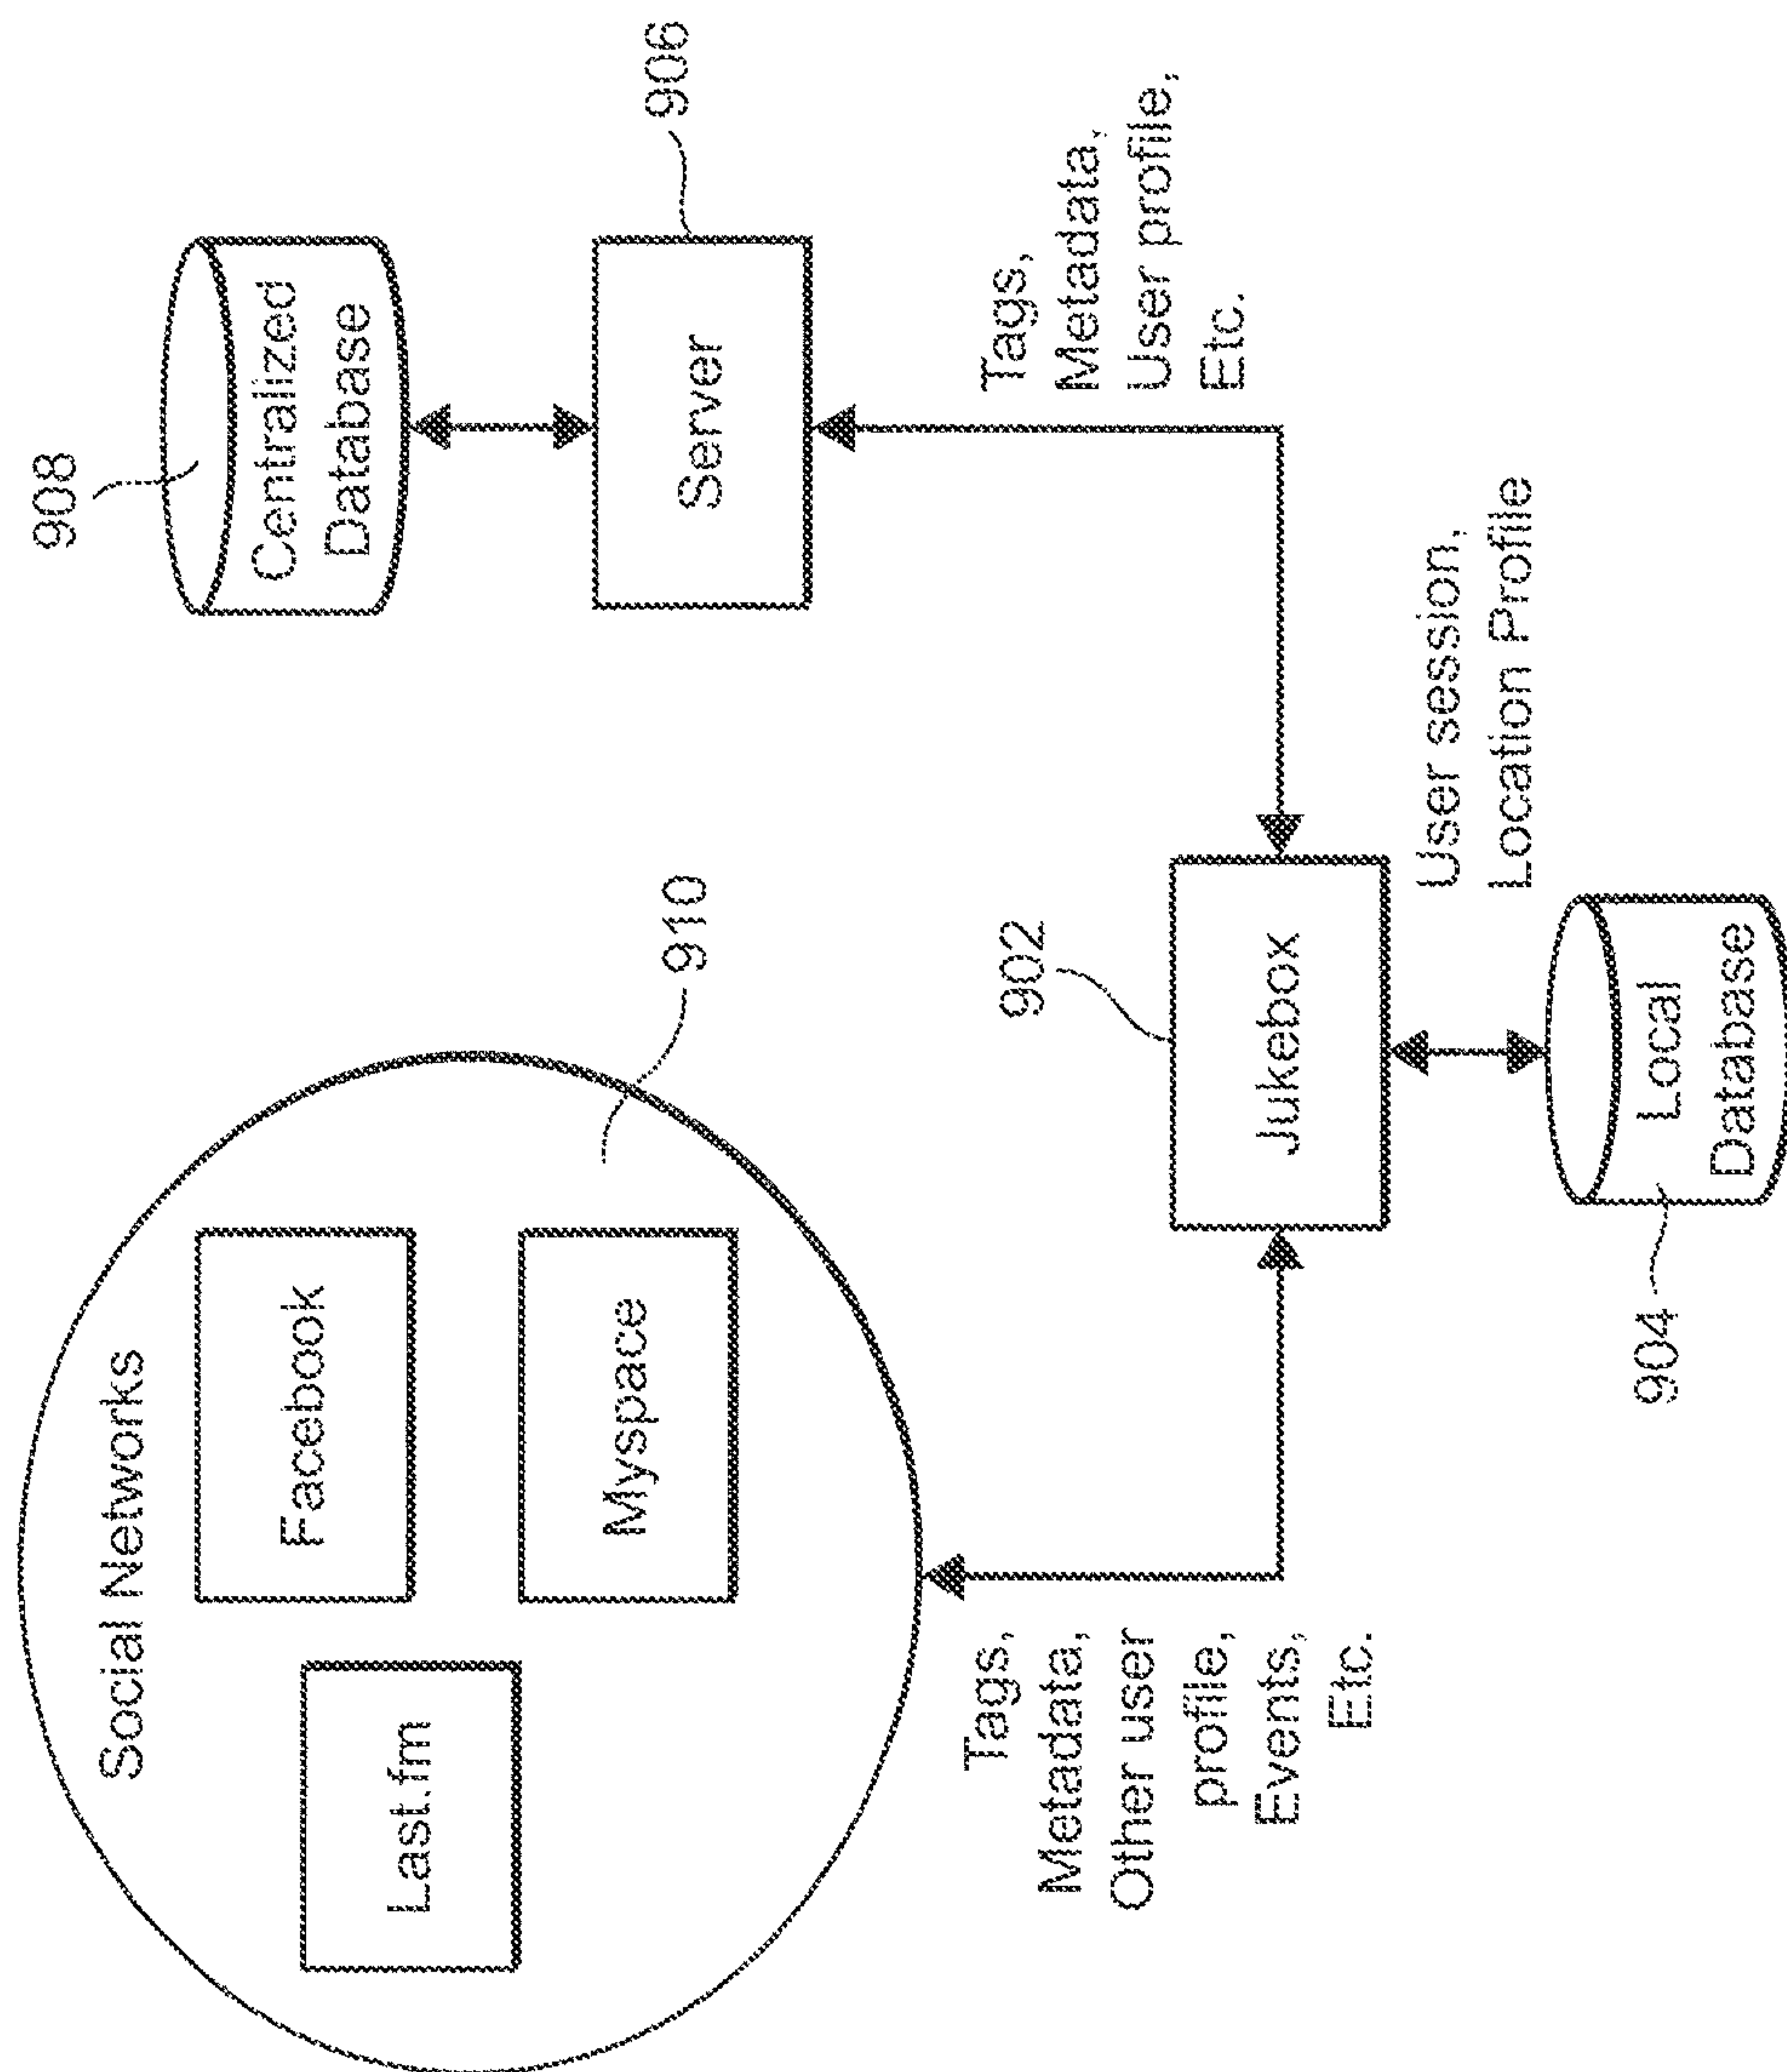 Social Networks
Last.fm
Facebook
Myspace
910
908
Centralized
Database
Server
906
Tags,
Metadata,
Other user
profile,
Events,
Etc.
902
Jukebox
Tags,
Metadata,
User profile,
Etc.
User session,
Location Profile
904
Local
Database